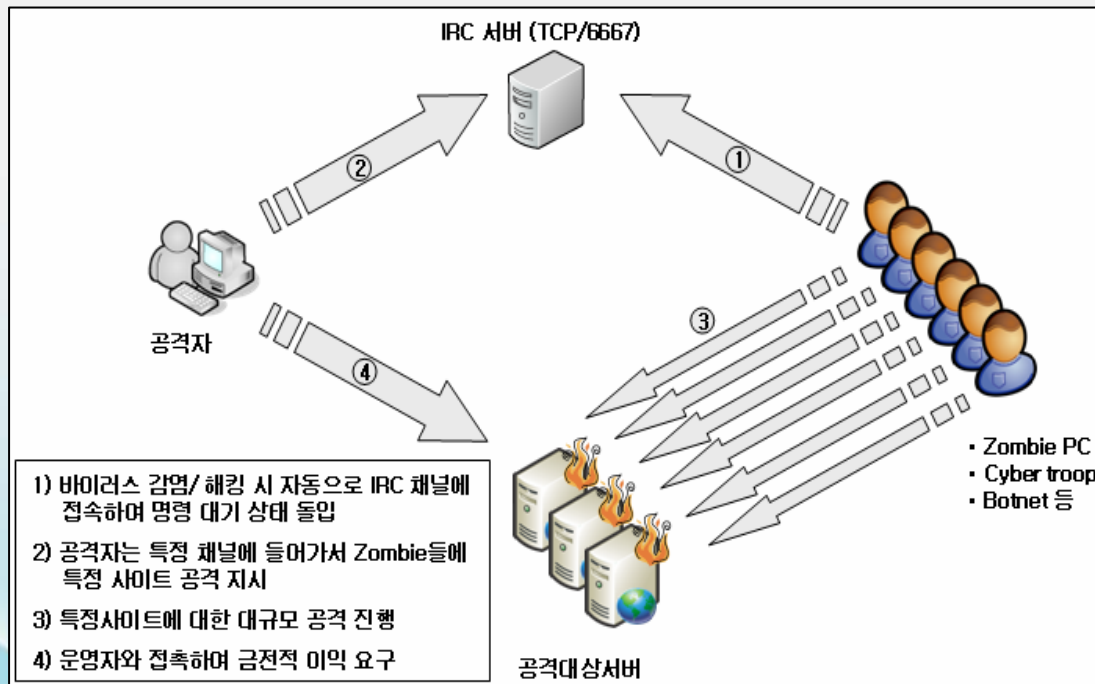 IRC 서버 (TCP/6667)
②
①
공격자
③
④
• Zombie PC
• Cyber troop
• Botnet 등
1) 바이러스 감염/ 해킹 시 자동으로 IRC 채널에
접속하여 명령 대기 상태 돌입
2) 공격자는 특정 채널에 들어가서 Zombie들에
특정 사이트 공격 지시
3) 특정사이트에 대한 대규모 공격 진행
4) 운영자와 접촉하여 금전적 이익 요구
공격대상서버